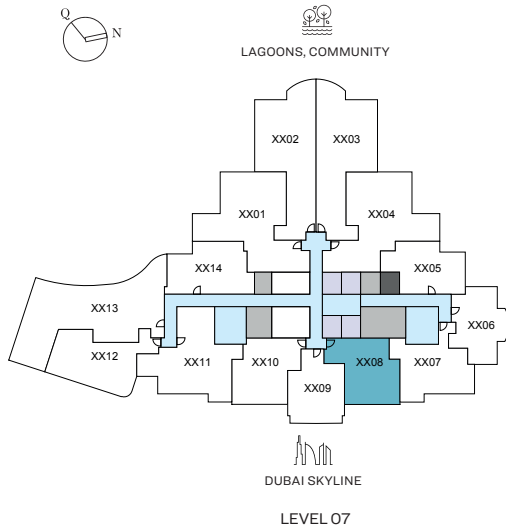 Q
N
LAGOONS, COMMUNITY
XX02
XX03
XX01
XX04
XX14
XX05
XX13
XX06
XX12
XX11
XX10
XX08
XX07
XX09
DUBAI SKYLINE
LEVEL 07